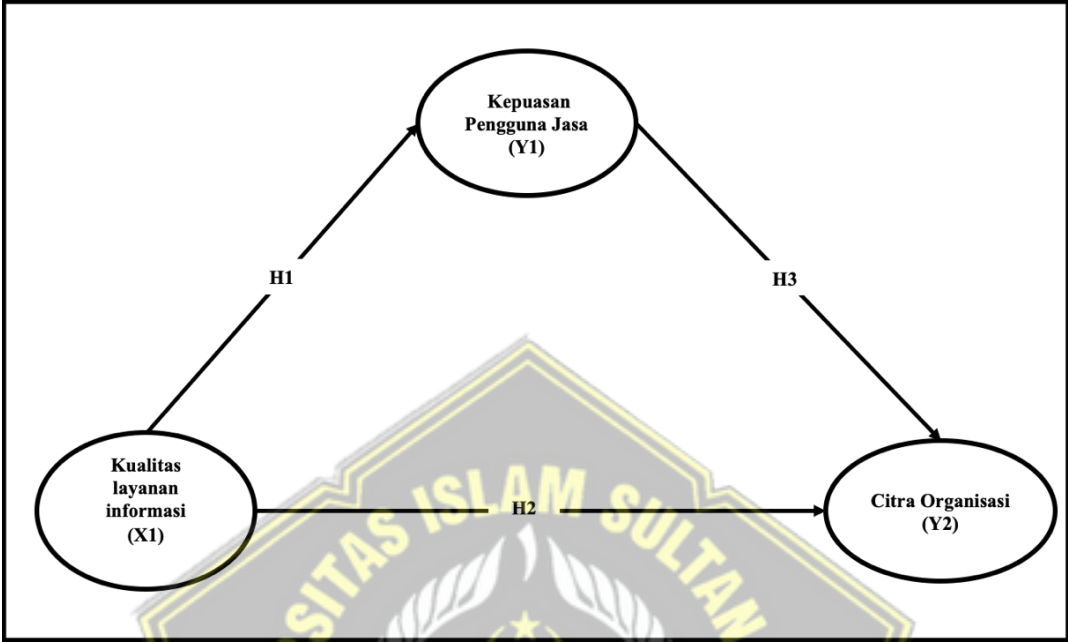 Kepuasan
Pengguna Jasa
(Y1)
H1
H3
Kualitas
layanan
informasi
(X1)
H2
Citra Organisasi
(Y2)
SITAS ISLAM SULTAN